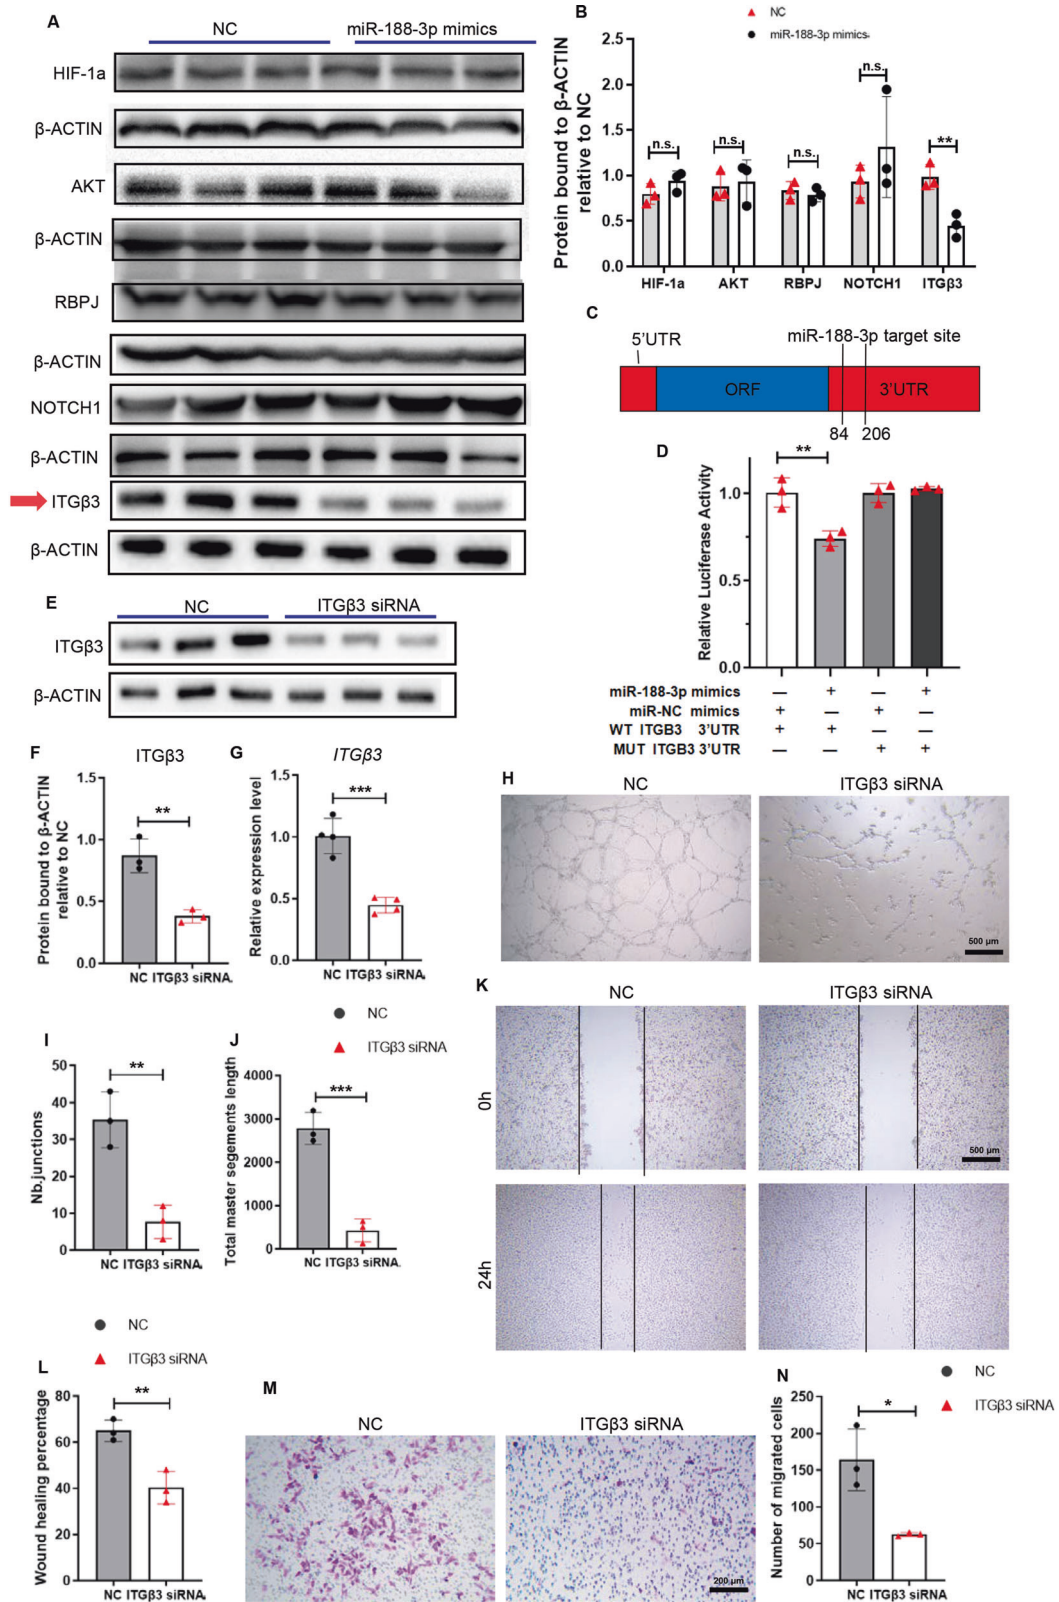 A
NC
miR-188-3p mimics
HIF-1a
β-ACTIN
AKT
β-ACTIN
RBPJ
β-ACTIN
NOTCH1
β-ACTIN
ITGβ3
β-ACTIN
B
NC
miR-188-3p mimics.
Protein bound to β-ACTIN
relative to NC
2.5
2.0
1.5
1.0
0.5
0.0
n.s.
n.s.
n.s.
n.s.
**
HIF-1a
AKT
RBPJ
NOTCH1
ITGβ3
C
5'UTR
miR-188-3p target site
ORF
3'UTR
84
206
D
**
Relative Luciferase Activity
1.0
0.5
0.0
miR-188-3p mimics — + — +
miR-NC mimics + — + —
WT ITGB3 3'UTR + + — —
MUT ITGB3 3'UTR — — + +
E
NC
ITGβ3 siRNA
ITGβ3
β-ACTIN
F
ITGβ3
Protein bound to β-ACTIN
relative to NC
1.5
1.0
0.5
0.0
**
NC ITGβ3 siRNA.
G
ITGβ3
Relative expression level
1.5
1.0
0.5
0.0
***
NC ITGβ3 siRNA.
H
NC
ITGβ3 siRNA
500 μm
NC
ITGβ3 siRNA
I
Nb.junctions
50
40
30
20
10
0
**
NC ITGβ3 siRNA.
J
Total master segements length
4000
3000
2000
1000
0
***
NC ITGβ3 siRNA.
K
NC
ITGβ3 siRNA
0h
500 μm
24h
NC
ITGβ3 siRNA
L
Wound healing percentage
80
60
40
20
0
**
NC ITGβ3 siRNA.
M
NC
ITGβ3 siRNA
200 μm
N
NC
ITGβ3 siRNA
Number of migrated cells
250
200
150
100
50
0
*
NC ITGβ3 siRNA